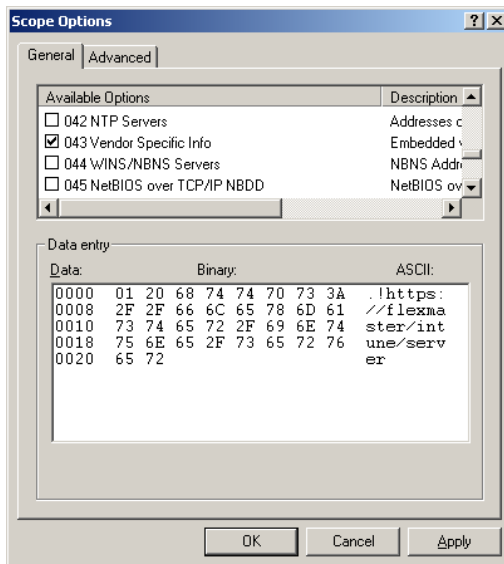 Scope Options
General Advanced
Available Options Description
042 NTP Servers Addresses
043 Vendor Specific Info Embedded
044 WINS/NBNS Servers NBNS Addr
045 NetBIOS over TCP/IP NBDD NetBIOS ov
Data entry
Data: Binary: ASCII:
0000 01 20 68 74 74 70 73 3A .!https:
0008 2F 2F 66 6C 65 78 6D 61 //flexma
0010 73 74 65 72 2F 69 6E 74 ster/int
0018 75 6E 65 2F 73 65 72 76 une/serv
0020 65 72 er
OK Cancel Apply